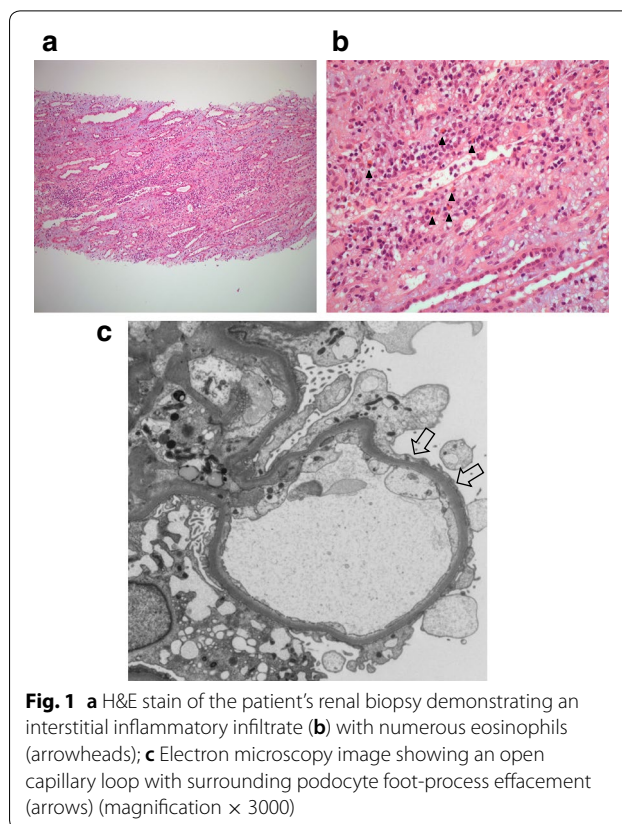 a
b
c
Fig. 1 a H&E stain of the patient's renal biopsy demonstrating an
interstitial inflammatory infiltrate (b) with numerous eosinophils
(arrowheads); c Electron microscopy image showing an open
capillary loop with surrounding podocyte foot-process effacement
(arrows) (magnification × 3000)